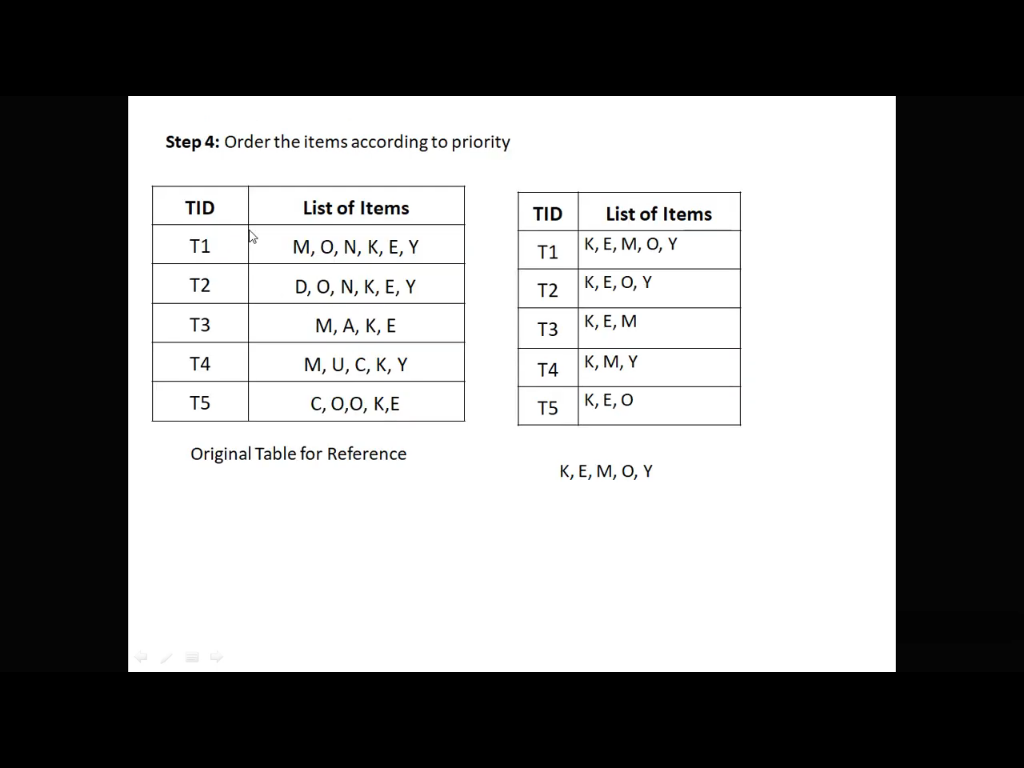 Step 4: Order the items according to priority
TID List of Items
T1 M, O, N, K, E, Y
T2 D, O, N, K, E, Y
T3 M, A, K, E
T4 M, U, C, K, Y
T5 C, O,O, K,E
Original Table for Reference
TID List of Items
T1 K, E, M, O, Y
T2 K, E, O, Y
T3 K, E, M
T4 K, M, Y
T5 K, E, O
K, E, M, O, Y